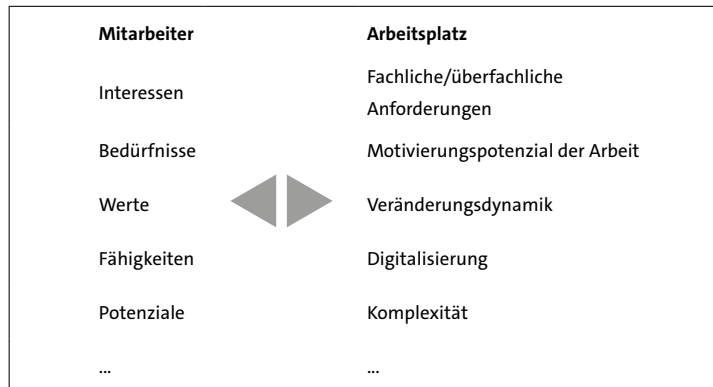 Mitarbeiter
Arbeitsplatz
Interessen
Fachliche/überfachliche
Anforderungen
Bedürfnisse
Motivierungspotenzial der Arbeit
Werte
Veränderungsdynamik
Fähigkeiten
Digitalisierung
Potenziale
Komplexität
...
...